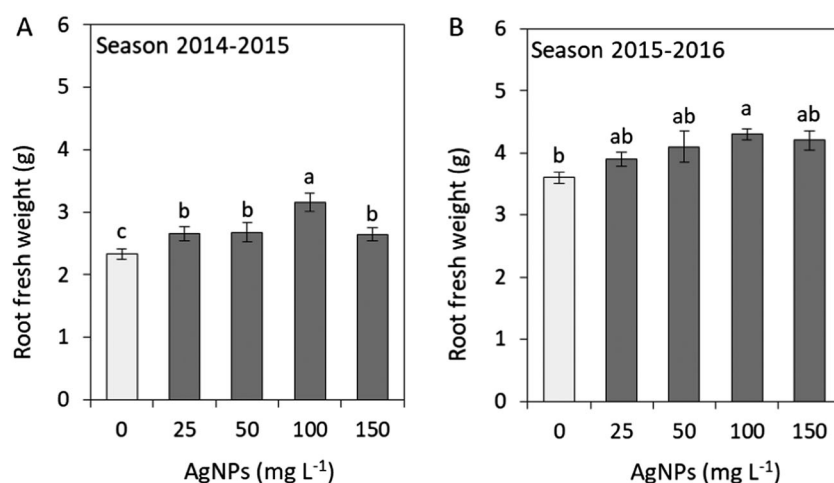 A
Season 2014-2015
6
5
4
3
2
1
0
Root fresh weight (g)
c
b
b
a
b
0 25 50 100 150
AgNPs (mg L⁻¹)
B
Season 2015-2016
6
5
4
3
2
1
0
Root fresh weight (g)
b
ab
ab
a
ab
0 25 50 100 150
AgNPs (mg L⁻¹)